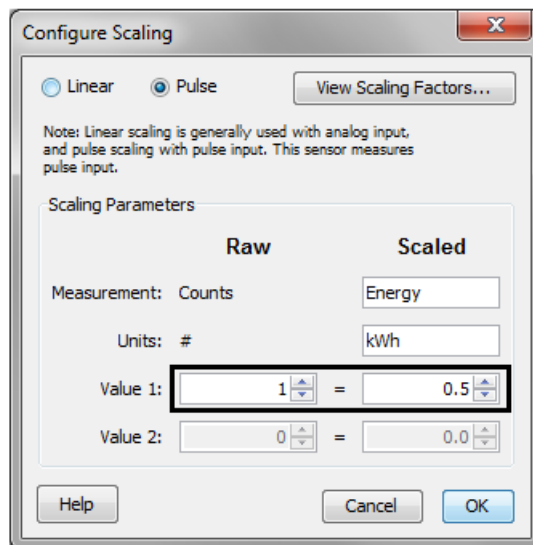 Configure Scaling
Linear Pulse View Scaling Factors...
Note: Linear scaling is generally used with analog input,
and pulse scaling with pulse input. This sensor measures
pulse input.
Scaling Parameters
Raw Scaled
Measurement: Counts Energy
Units: # kWh
Value 1: 1 = 0.5
Value 2: 0 = 0.0
Help Cancel OK